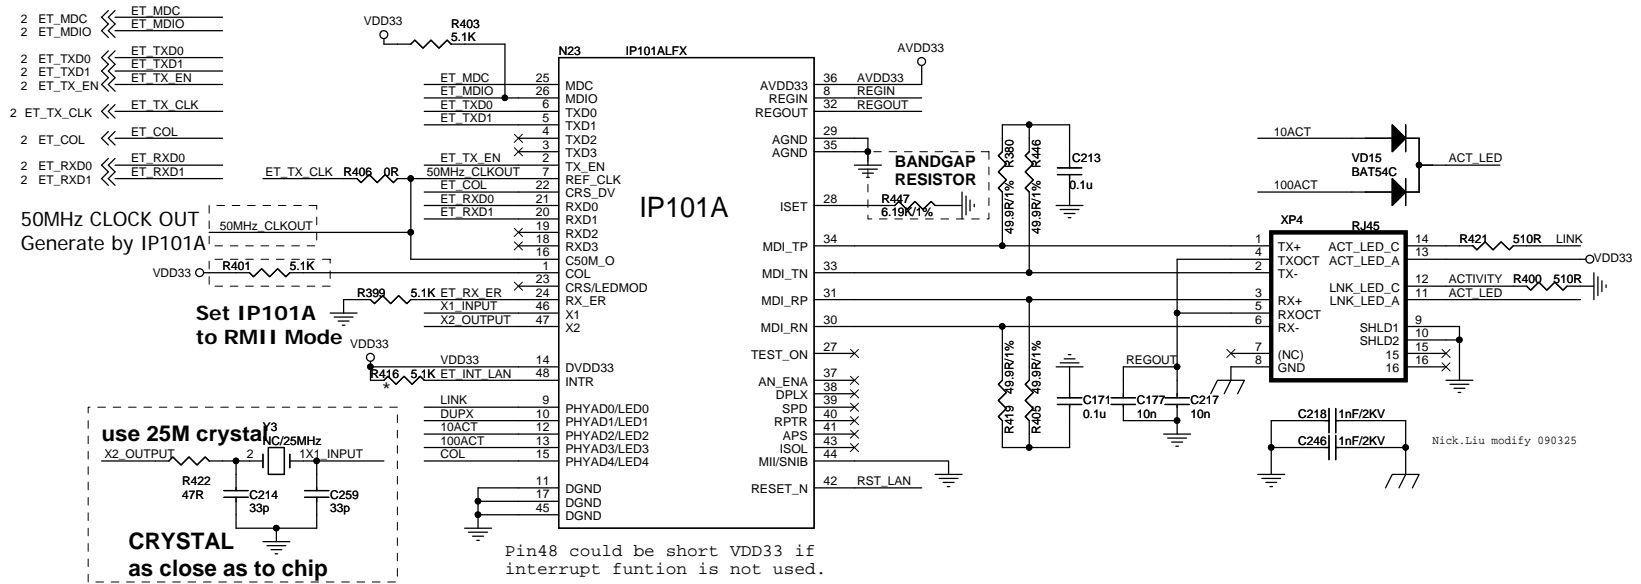 2 ET_MDC ET_MDC
2 ET_MDIO ET_MDIO
2 ET_TXD0 ET_TXD0
2 ET_TXD1 ET_TXD1
2 ET_TX_EN ET_TX_EN
2 ET_TX_CLK ET_TX_CLK
2 ET_COL ET_COL
2 ET_RXD0 ET_RXD0
2 ET_RXD1 ET_RXD1
50MHz CLOCK OUT
Generate by IP101A
50MHz_CLKOUT
ET_TX_CLK R406 0R
VDD33 R401 5.1K
R399 5.1K ET_RX_ER
Set IP101A
to RMII Mode
VDD33
R403
5.1K
N23 IP101ALFX
IP101A
ET_MDC 25 MDC
ET_MDIO 26 MDIO
ET_TXD0 6 TXD0
ET_TXD1 5 TXD1
4 TXD2
3 TXD3
ET_TX_EN 2 TX_EN
50MHz_CLKOUT 7 REF_CLK
ET_COL 22 CRS_DV
ET_RXD0 21 RXD0
ET_RXD1 20 RXD1
19 RXD2
18 RXD3
16 C50M_O
1 COL
23 CRS/LEDMOD
24 RX_ER
X1_INPUT 46 X1
X2_OUTPUT 47 X2
VDD33
VDD33 14 DVDD33
R416 5.1K ET_INT_LAN 48 INTR
*
LINK 9 PHYAD0/LED0
DUPX 10 PHYAD1/LED1
10ACT 12 PHYAD2/LED2
100ACT 13 PHYAD3/LED3
COL 15 PHYAD4/LED4
11 DGND
17 DGND
45 DGND
AVDD33
AVDD33 36 AVDD33
REGIN 8 REGIN
REGOUT 32 REGOUT
AGND 29
AGND 35
ISET 28
MDI_TP 34
MDI_TN 33
MDI_RP 31
MDI_RN 30
TEST_ON 27
AN_ENA 37
DPLX 38
SPD 39
RPTR 40
APS 41
ISOL 43
MII/SNIB 44
RESET_N 42 RST_LAN
BANDGAP
RESISTOR
R447
6.19K/1%
R380
49.9R/1%
R446
49.9R/1%
C213
0.1u
R419
49.9R/1%
R405
49.9R/1%
C171
0.1u
REGOUT
C177
10n
C217
10n
10ACT
100ACT
VD15
BAT54C
ACT_LED
XP4 RJ45
1 TX+
4 TXOCT
2 TX-
3 RX+
5 RXOCT
6 RX-
7 (NC)
8 GND
ACT_LED_C 14 R421 510R LINK
ACT_LED_A 13 VDD33
LNK_LED_C 12 ACTIVITY R400 510R
LNK_LED_A 11 ACT_LED
SHLD1 9
SHLD2 10
15 15
16 16
C218 1nF/2KV
C246 1nF/2KV
Nick.Liu modify 090325
use 25M crystal
Y3
NC/25MHz
X2_OUTPUT 2 1 X1_INPUT
R422
47R
C214
33p
C259
33p
CRYSTAL
as close as to chip
Pin48 could be short VDD33 if
interrupt funtion is not used.